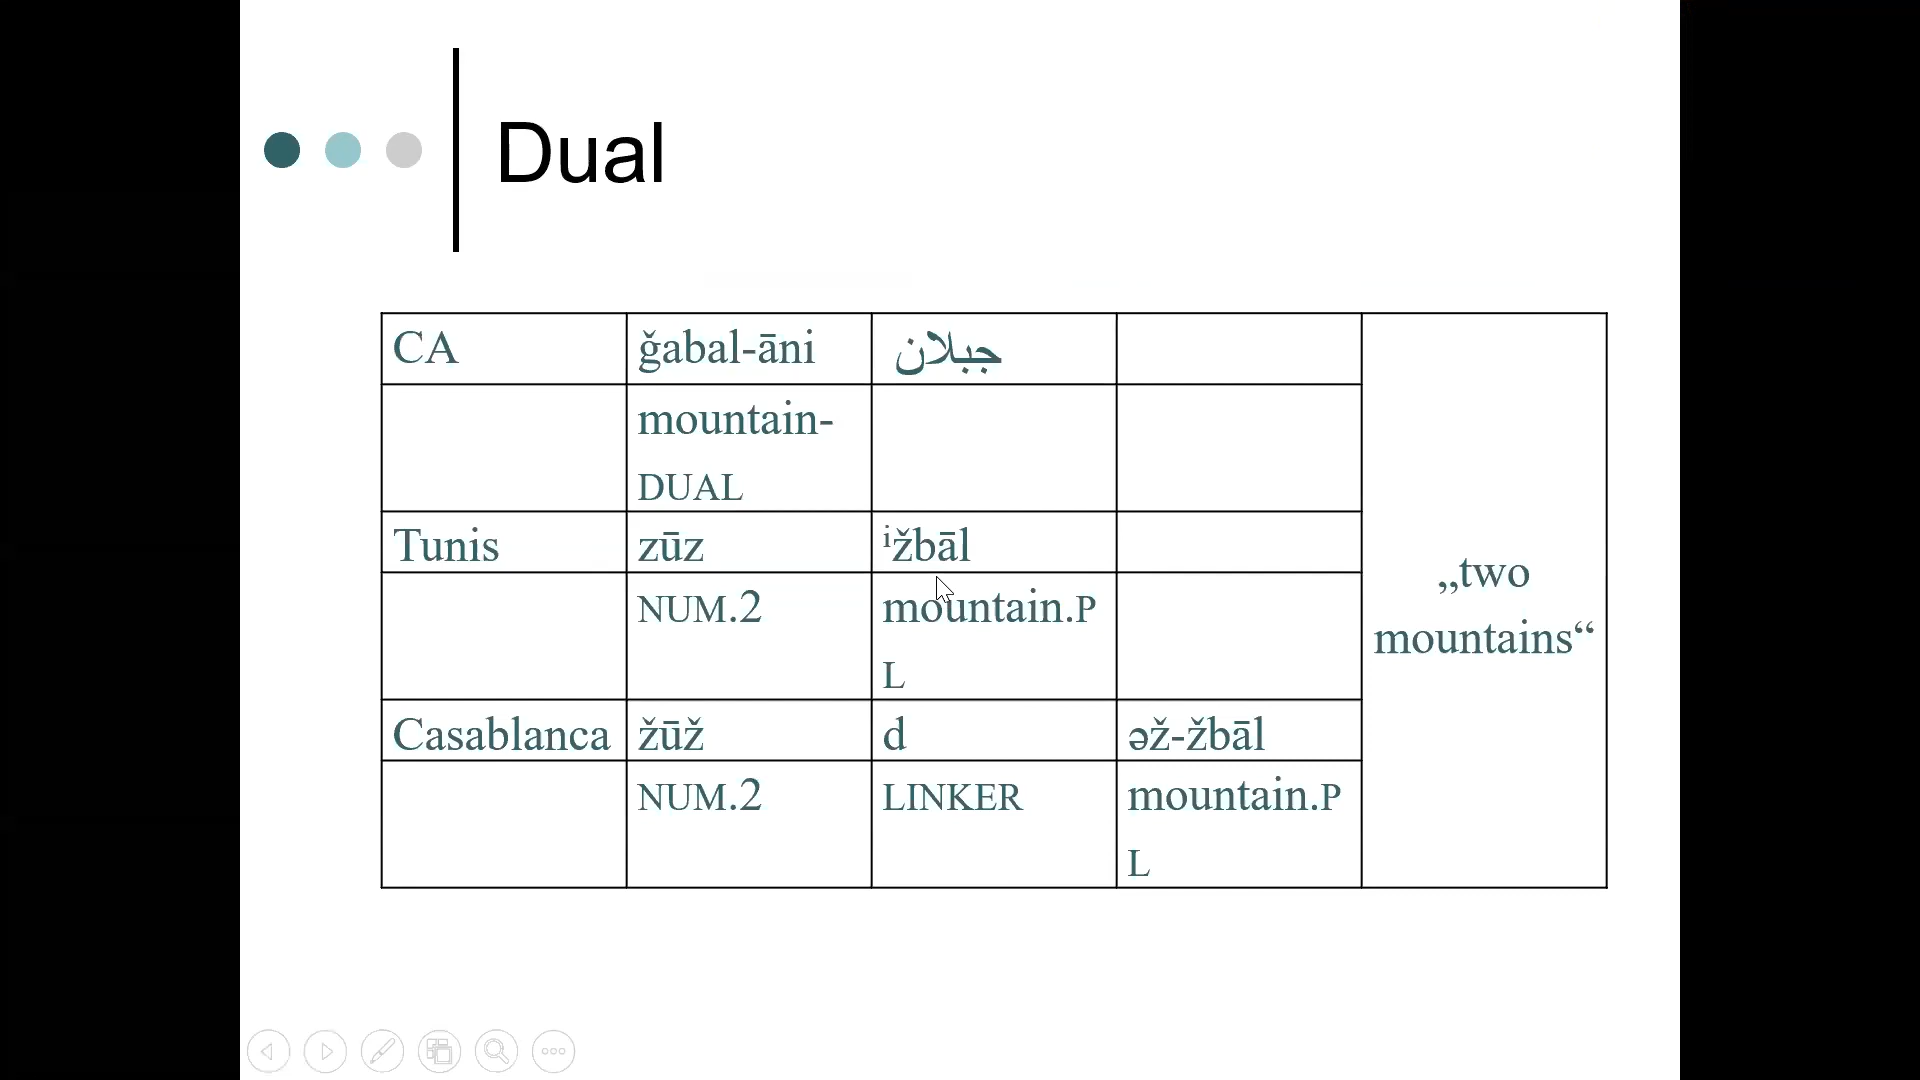 Dual
CA ǧabal-āni جبلان
mountain-
DUAL
Tunis zūz ⁱžbāl
NUM.2 mountain.P
L
Casablanca žūž d əž-žbāl
NUM.2 LINKER mountain.P
L
„two
mountains“